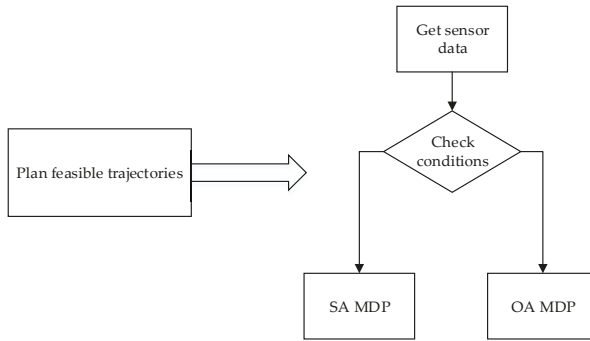 Get sensor
data
Check
conditions
Plan feasible trajectories
SA MDP
OA MDP